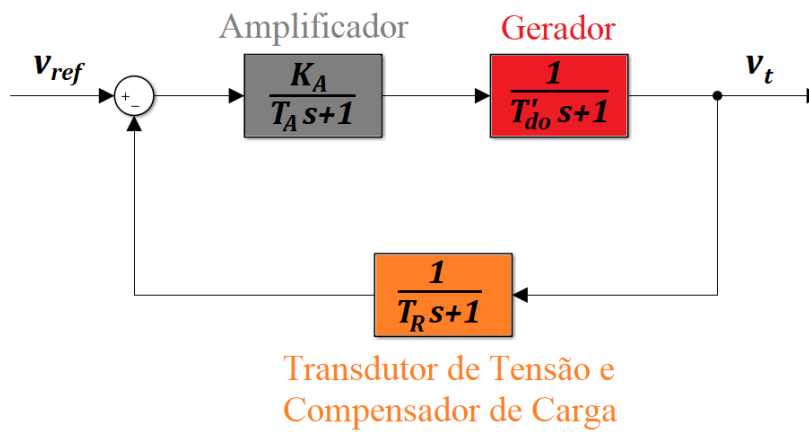 Amplificador
Gerador
v_ref
+
−
K_A
T_A s+1
1
T'_do s+1
v_t
1
T_R s+1
Transdutor de Tensão e
Compensador de Carga